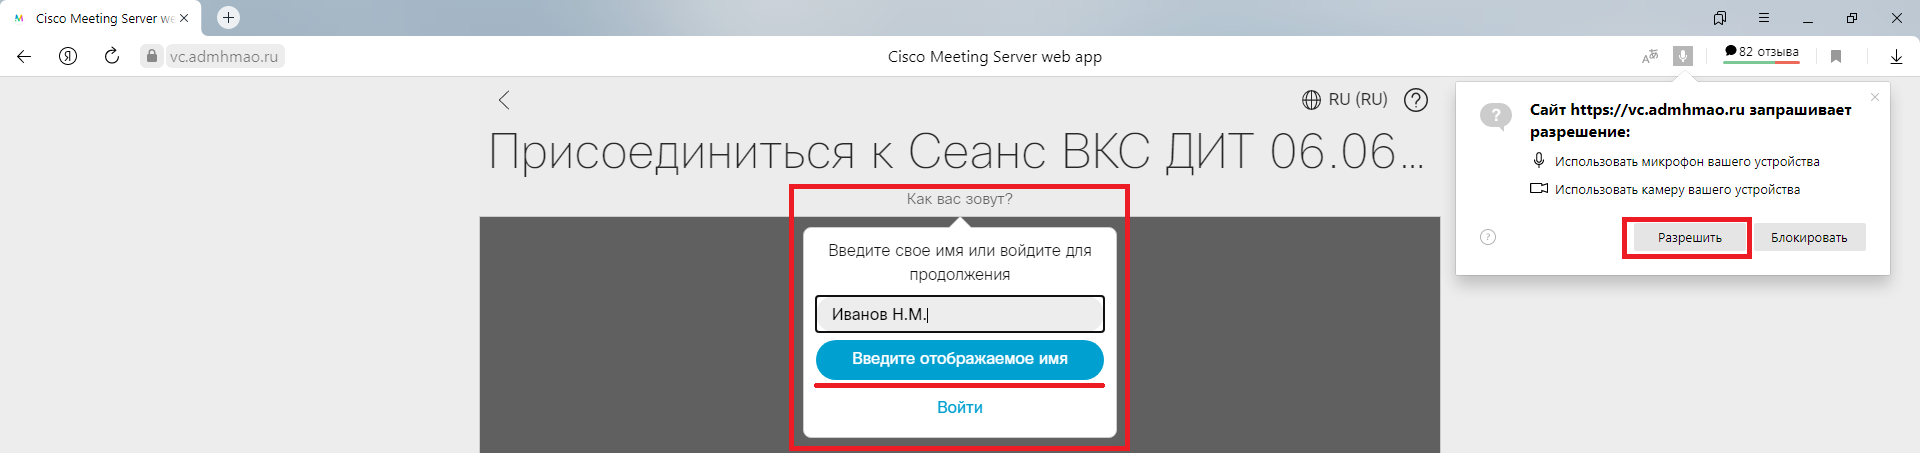 Cisco Meeting Server we
vc.admhmao.ru
Cisco Meeting Server web app
82 отзыва
RU (RU)
Присоединиться к Сеанс ВКС ДИТ 06.06...
Как вас зовут?
Введите свое имя или войдите для
продолжения
Иванов Н.М.
Введите отображаемое имя
Войти
Сайт https://vc.admhmao.ru запрашивает
разрешение:
Использовать микрофон вашего устройства
Использовать камеру вашего устройства
Разрешить
Блокировать